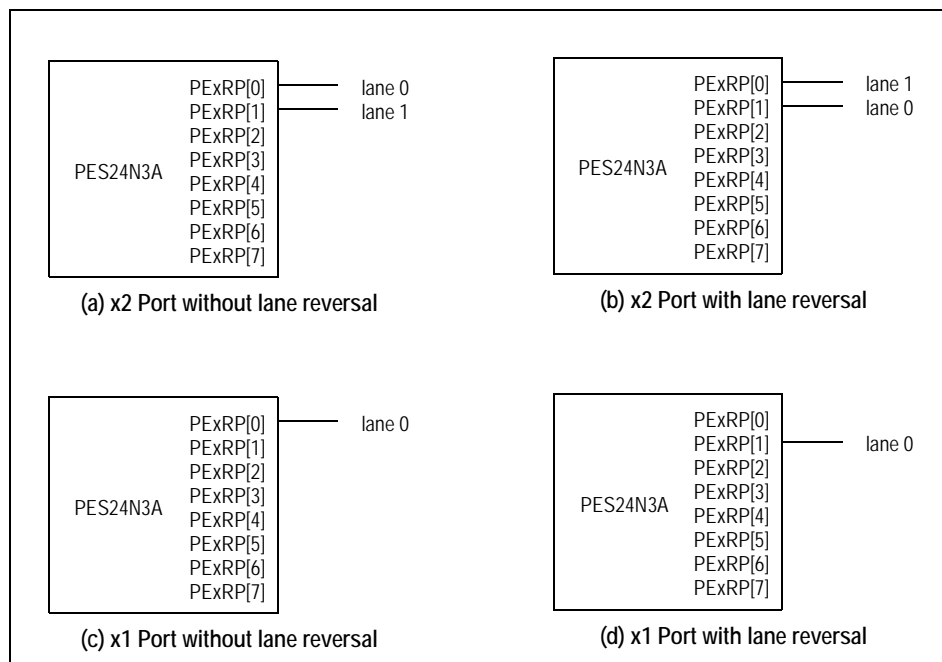 PES24N3A
PExRP[0] lane 0
PExRP[1] lane 1
PExRP[2]
PExRP[3]
PExRP[4]
PExRP[5]
PExRP[6]
PExRP[7]
(a) x2 Port without lane reversal
PES24N3A
PExRP[0] lane 1
PExRP[1] lane 0
PExRP[2]
PExRP[3]
PExRP[4]
PExRP[5]
PExRP[6]
PExRP[7]
(b) x2 Port with lane reversal
PES24N3A
PExRP[0] lane 0
PExRP[1]
PExRP[2]
PExRP[3]
PExRP[4]
PExRP[5]
PExRP[6]
PExRP[7]
(c) x1 Port without lane reversal
PES24N3A
PExRP[0]
PExRP[1] lane 0
PExRP[2]
PExRP[3]
PExRP[4]
PExRP[5]
PExRP[6]
PExRP[7]
(d) x1 Port with lane reversal